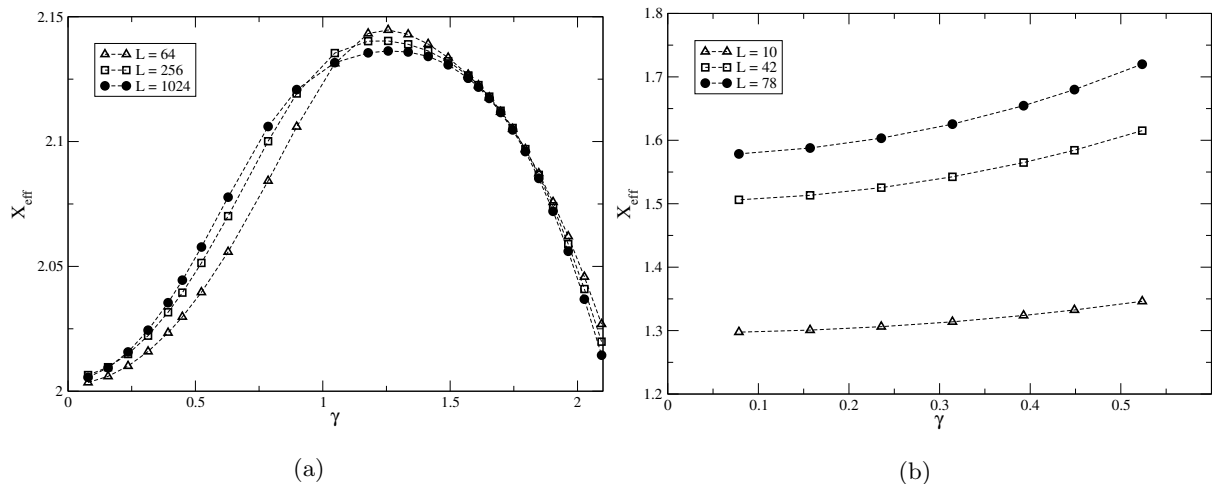 2.15
2.1
2.05
2
X_eff
L = 64
L = 256
L = 1024
0 0.5 1 1.5 2
γ
(a)
1.8
1.7
1.6
1.5
1.4
1.3
1.2
X_eff
L = 10
L = 42
L = 78
0 0.1 0.2 0.3 0.4 0.5
γ
(b)